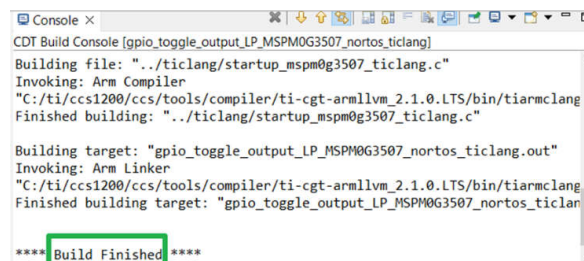 Console
CDT Build Console [gpio_toggle_output_LP_MSPM0G3507_nortos_ticlang]
Building file: "../ticlang/startup_mspm0g3507_ticlang.c"
Invoking: Arm Compiler
"C:/ti/ccs1200/ccs/tools/compiler/ti-cgt-armllvm_2.1.0.LTS/bin/tiarmclang
Finished building: "../ticlang/startup_mspm0g3507_ticlang.c"
Building target: "gpio_toggle_output_LP_MSPM0G3507_nortos_ticlang.out"
Invoking: Arm Linker
"C:/ti/ccs1200/ccs/tools/compiler/ti-cgt-armllvm_2.1.0.LTS/bin/tiarmclang
Finished building target: "gpio_toggle_output_LP_MSPM0G3507_nortos_ticlan
**** Build Finished ****